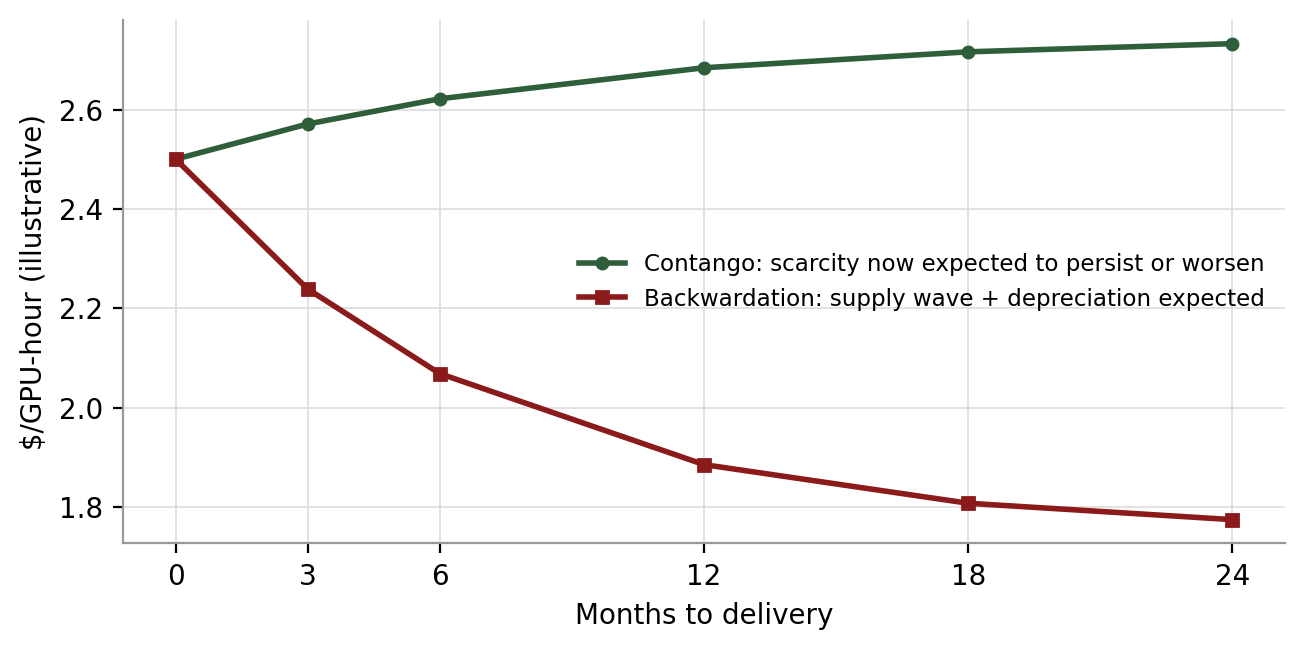 $/GPU-hour (illustrative)
2.6
2.4
2.2
2.0
1.8
Contango: scarcity now expected to persist or worsen
Backwardation: supply wave + depreciation expected
0 3 6 12 18 24
Months to delivery